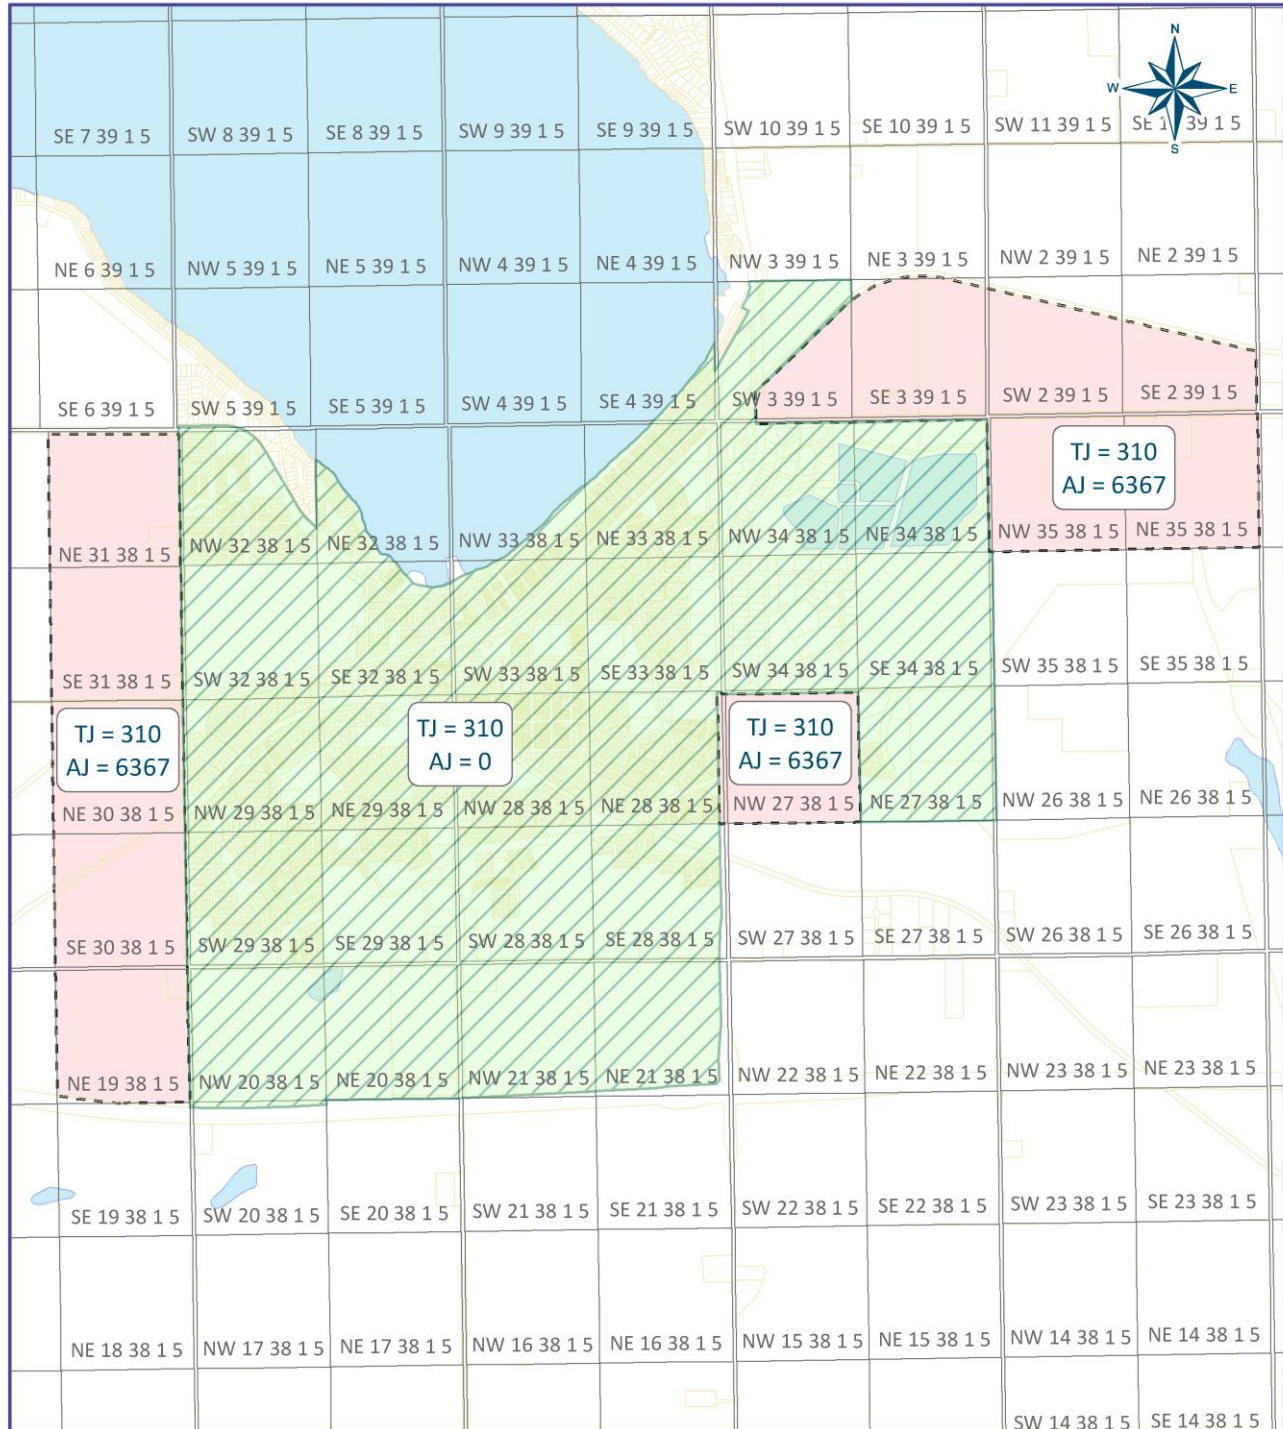 N
W E
S
SE 7 39 1 5 SW 8 39 1 5 SE 8 39 1 5 SW 9 39 1 5 SE 9 39 1 5 SW 10 39 1 5 SE 10 39 1 5 SW 11 39 1 5 SE 1 39 1 5
NE 6 39 1 5 NW 5 39 1 5 NE 5 39 1 5 NW 4 39 1 5 NE 4 39 1 5 NW 3 39 1 5 NE 3 39 1 5 NW 2 39 1 5 NE 2 39 1 5
SE 6 39 1 5 SW 5 39 1 5 SE 5 39 1 5 SW 4 39 1 5 SE 4 39 1 5 SW 3 39 1 5 SE 3 39 1 5 SW 2 39 1 5 SE 2 39 1 5
TJ = 310
AJ = 6367
NE 31 38 1 5 NW 32 38 1 5 NE 32 38 1 5 NW 33 38 1 5 NE 33 38 1 5 NW 34 38 1 5 NE 34 38 1 5 NW 35 38 1 5 NE 35 38 1 5
SE 31 38 1 5 SW 32 38 1 5 SE 32 38 1 5 SW 33 38 1 5 SE 33 38 1 5 SW 34 38 1 5 SE 34 38 1 5 SW 35 38 1 5 SE 35 38 1 5
TJ = 310 TJ = 310 TJ = 310
AJ = 6367 AJ = 0 AJ = 6367
NE 30 38 1 5 NW 29 38 1 5 NE 29 38 1 5 NW 28 38 1 5 NE 28 38 1 5 NW 27 38 1 5 NE 27 38 1 5 NW 26 38 1 5 NE 26 38 1 5
SE 30 38 1 5 SW 29 38 1 5 SE 29 38 1 5 SW 28 38 1 5 SE 28 38 1 5 SW 27 38 1 5 SE 27 38 1 5 SW 26 38 1 5 SE 26 38 1 5
NE 19 38 1 5 NW 20 38 1 5 NE 20 38 1 5 NW 21 38 1 5 NE 21 38 1 5 NW 22 38 1 5 NE 22 38 1 5 NW 23 38 1 5 NE 23 38 1 5
SE 19 38 1 5 SW 20 38 1 5 SE 20 38 1 5 SW 21 38 1 5 SE 21 38 1 5 SW 22 38 1 5 SE 22 38 1 5 SW 23 38 1 5 SE 23 38 1 5
NE 18 38 1 5 NW 17 38 1 5 NE 17 38 1 5 NW 16 38 1 5 NE 16 38 1 5 NW 15 38 1 5 NE 15 38 1 5 NW 14 38 1 5 NE 14 38 1 5
SW 14 38 1 5 SE 14 38 1 5